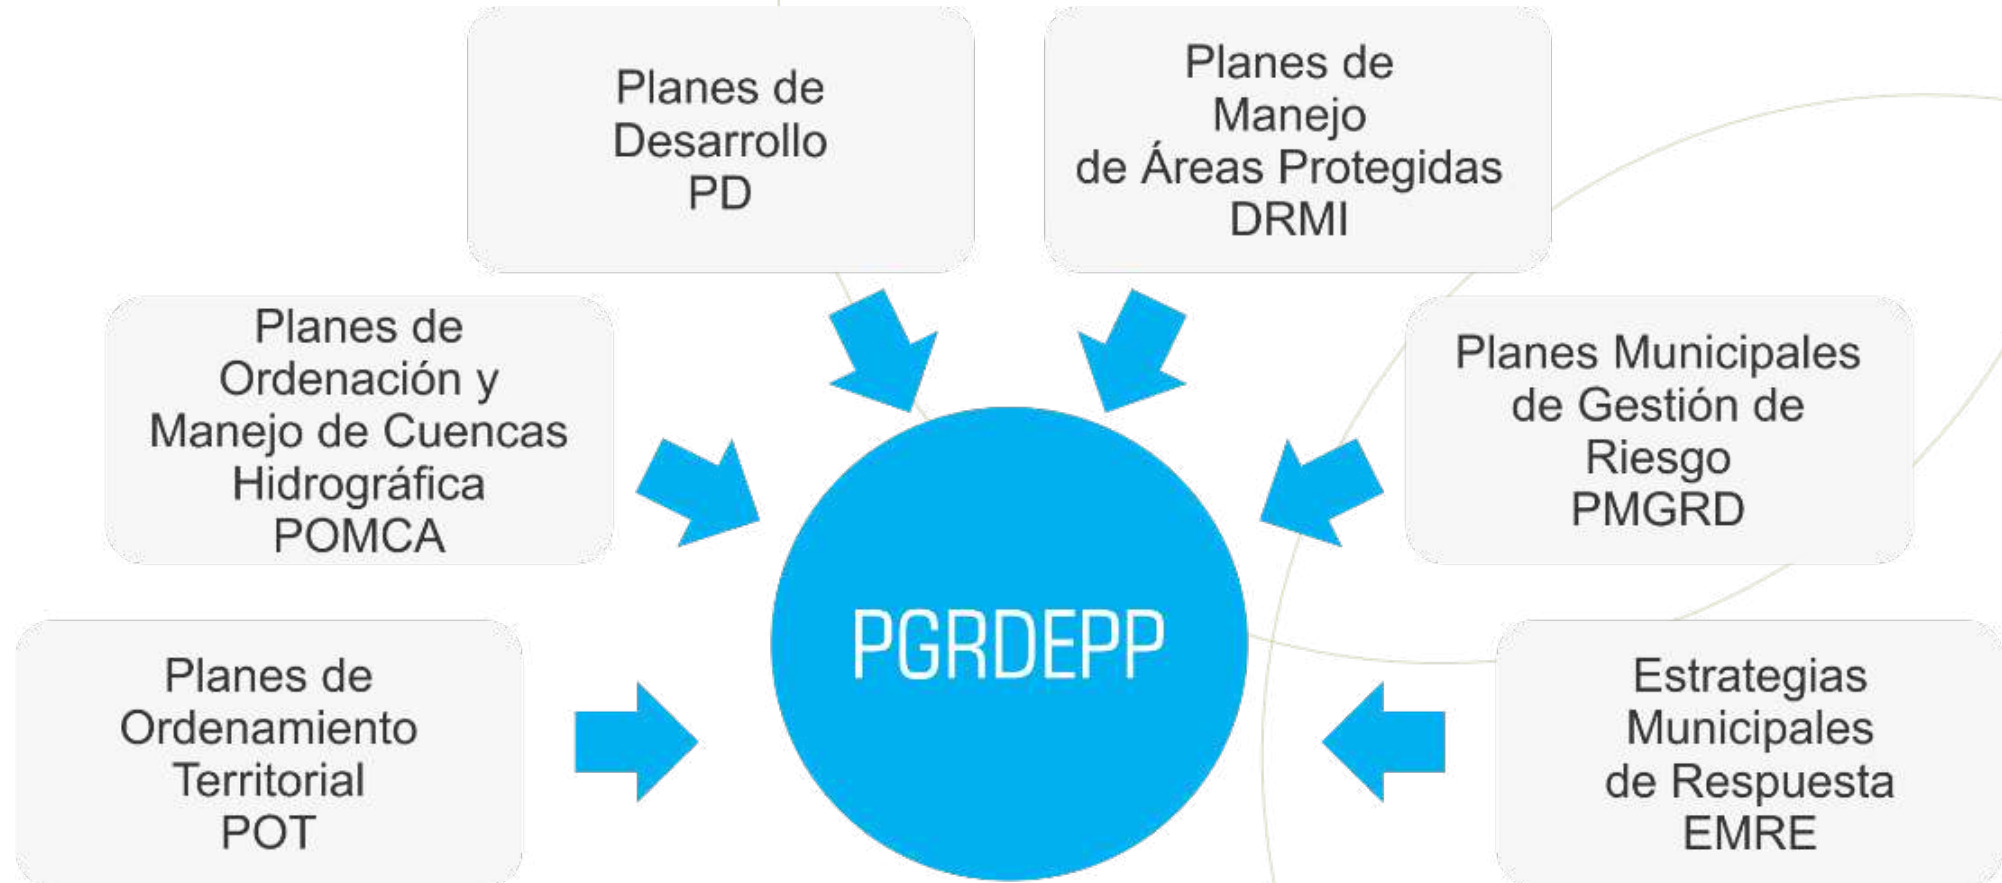 Planes de
Desarrollo
PD
Planes de
Manejo
de Áreas Protegidas
DRMI
Planes de
Ordenación y
Manejo de Cuencas
Hidrográfica
POMCA
Planes Municipales
de Gestión de
Riesgo
PMGRD
PGRDEPP
Planes de
Ordenamiento
Territorial
POT
Estrategias
Municipales
de Respuesta
EMRE